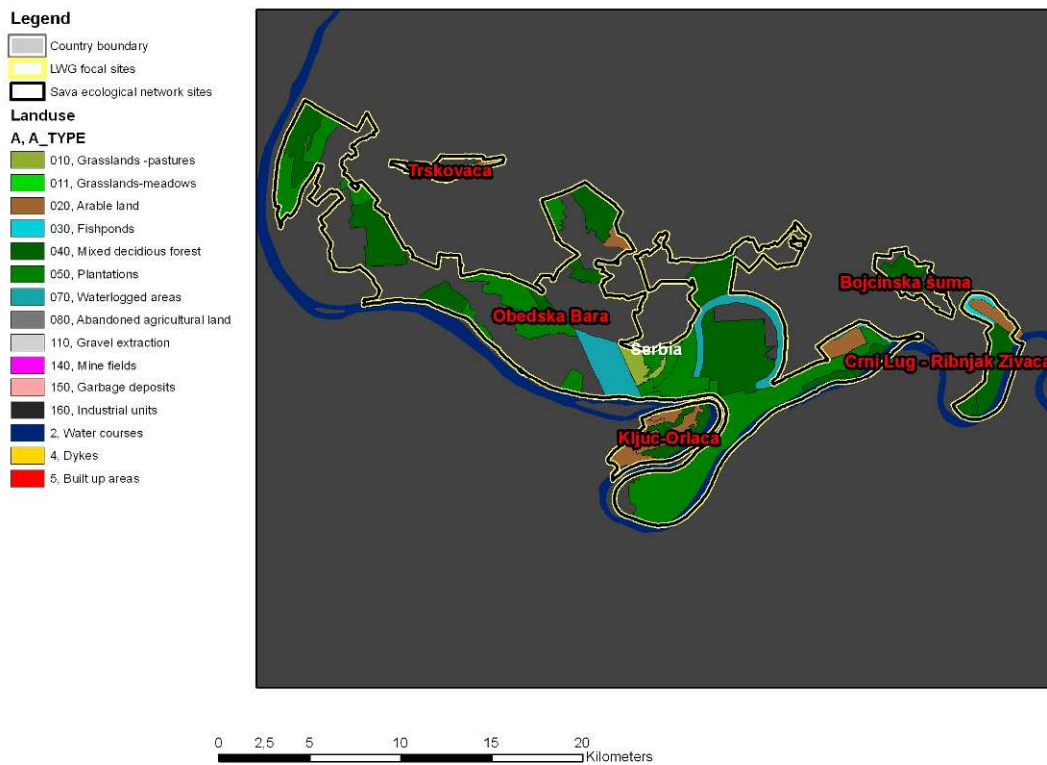 Legend
Country boundary
LWG focal sites
Sava ecological network sites
Landuse
A, A_TYPE
010, Grasslands -pastures
011, Grasslands-meadows
020, Arable land
030, Fishponds
040, Mixed decidious forest
050, Plantations
070, Waterlogged areas
080, Abandoned agricultural land
110, Gravel extraction
140, Mine fields
150, Garbage deposits
160, Industrial units
2, Water courses
4, Dykes
5, Built up areas
Trskovaca
Bojcinska šuma
Obedska Bara
Serbia
Crni Lug - Ribnjak Zivaca
Kljuc-Orlaca
0 2,5 5 10 15 20
Kilometers